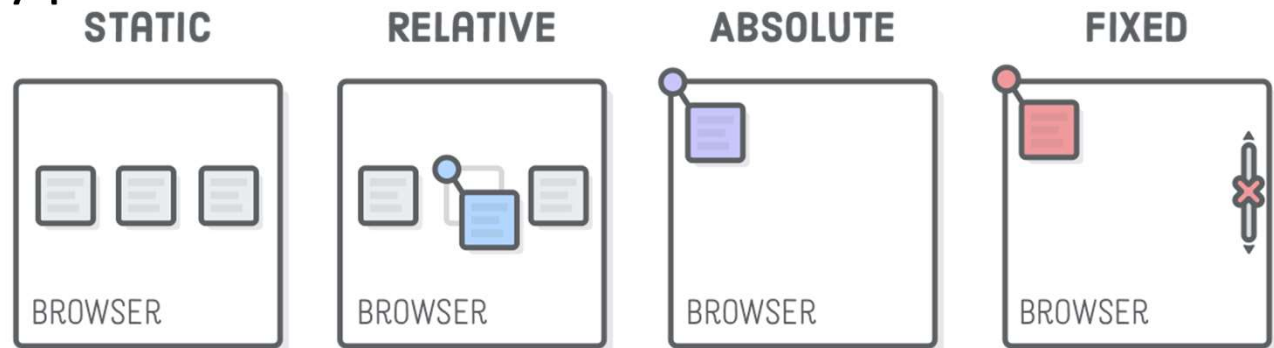 STATIC
RELATIVE
ABSOLUTE
FIXED
BROWSER
BROWSER
BROWSER
BROWSER